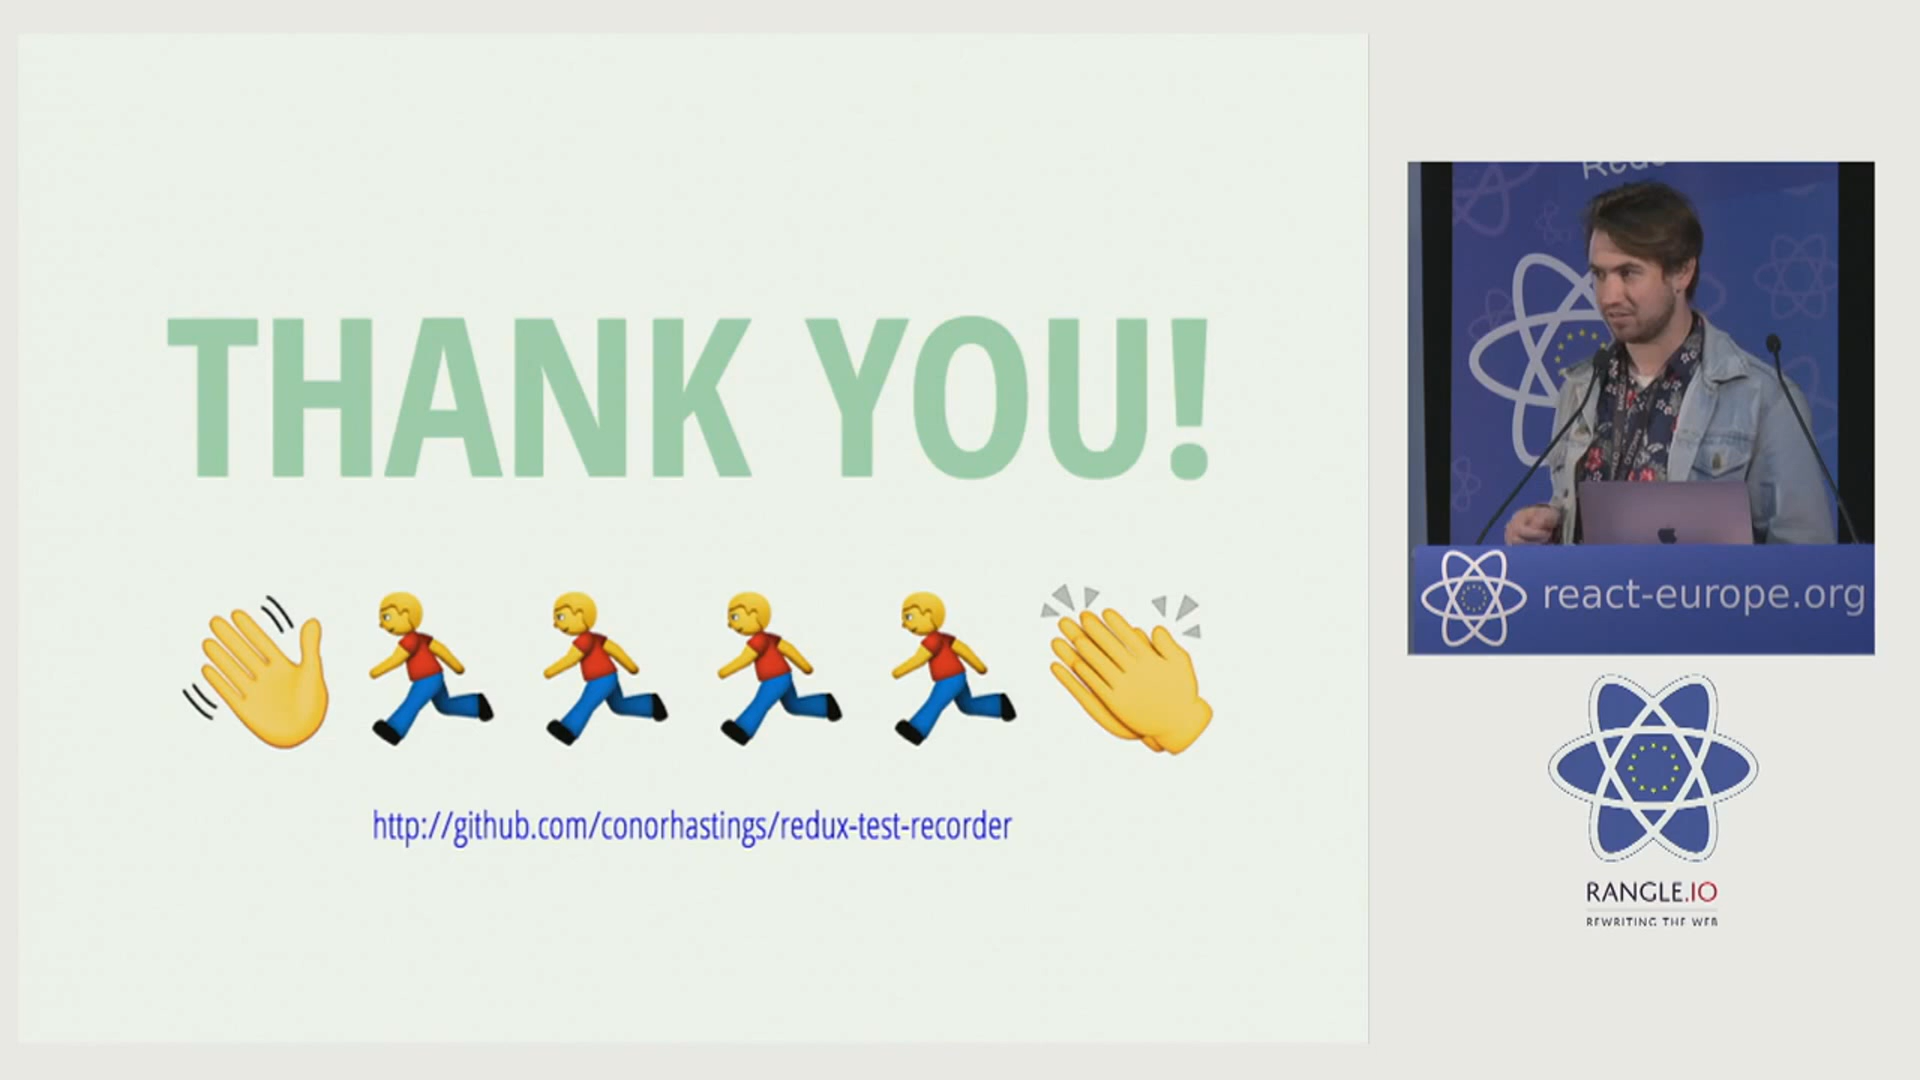 THANK YOU!
http://github.com/conorhastings/redux-test-recorder
react-europe.org
RANGLE.IO
REWRITING THE WEB